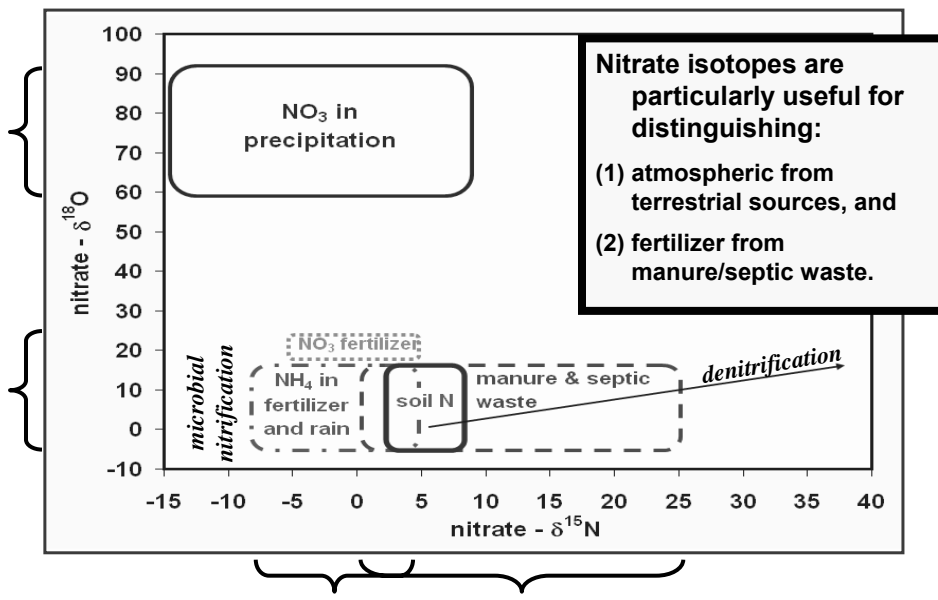 100
90
80
70
60
50
40
30
20
10
0
-10
nitrate - δ¹⁸O
NO₃ in
precipitation
Nitrate isotopes are
particularly useful for
distinguishing:
(1) atmospheric from
terrestrial sources, and
(2) fertilizer from
manure/septic waste.
microbial
nitrification
NO₃ fertilizer
NH₄ in
fertilizer
and rain
soil N
manure & septic
waste
denitrification
-15 -10 -5 0 5 10 15 20 25 30 35 40
nitrate - δ¹⁵N